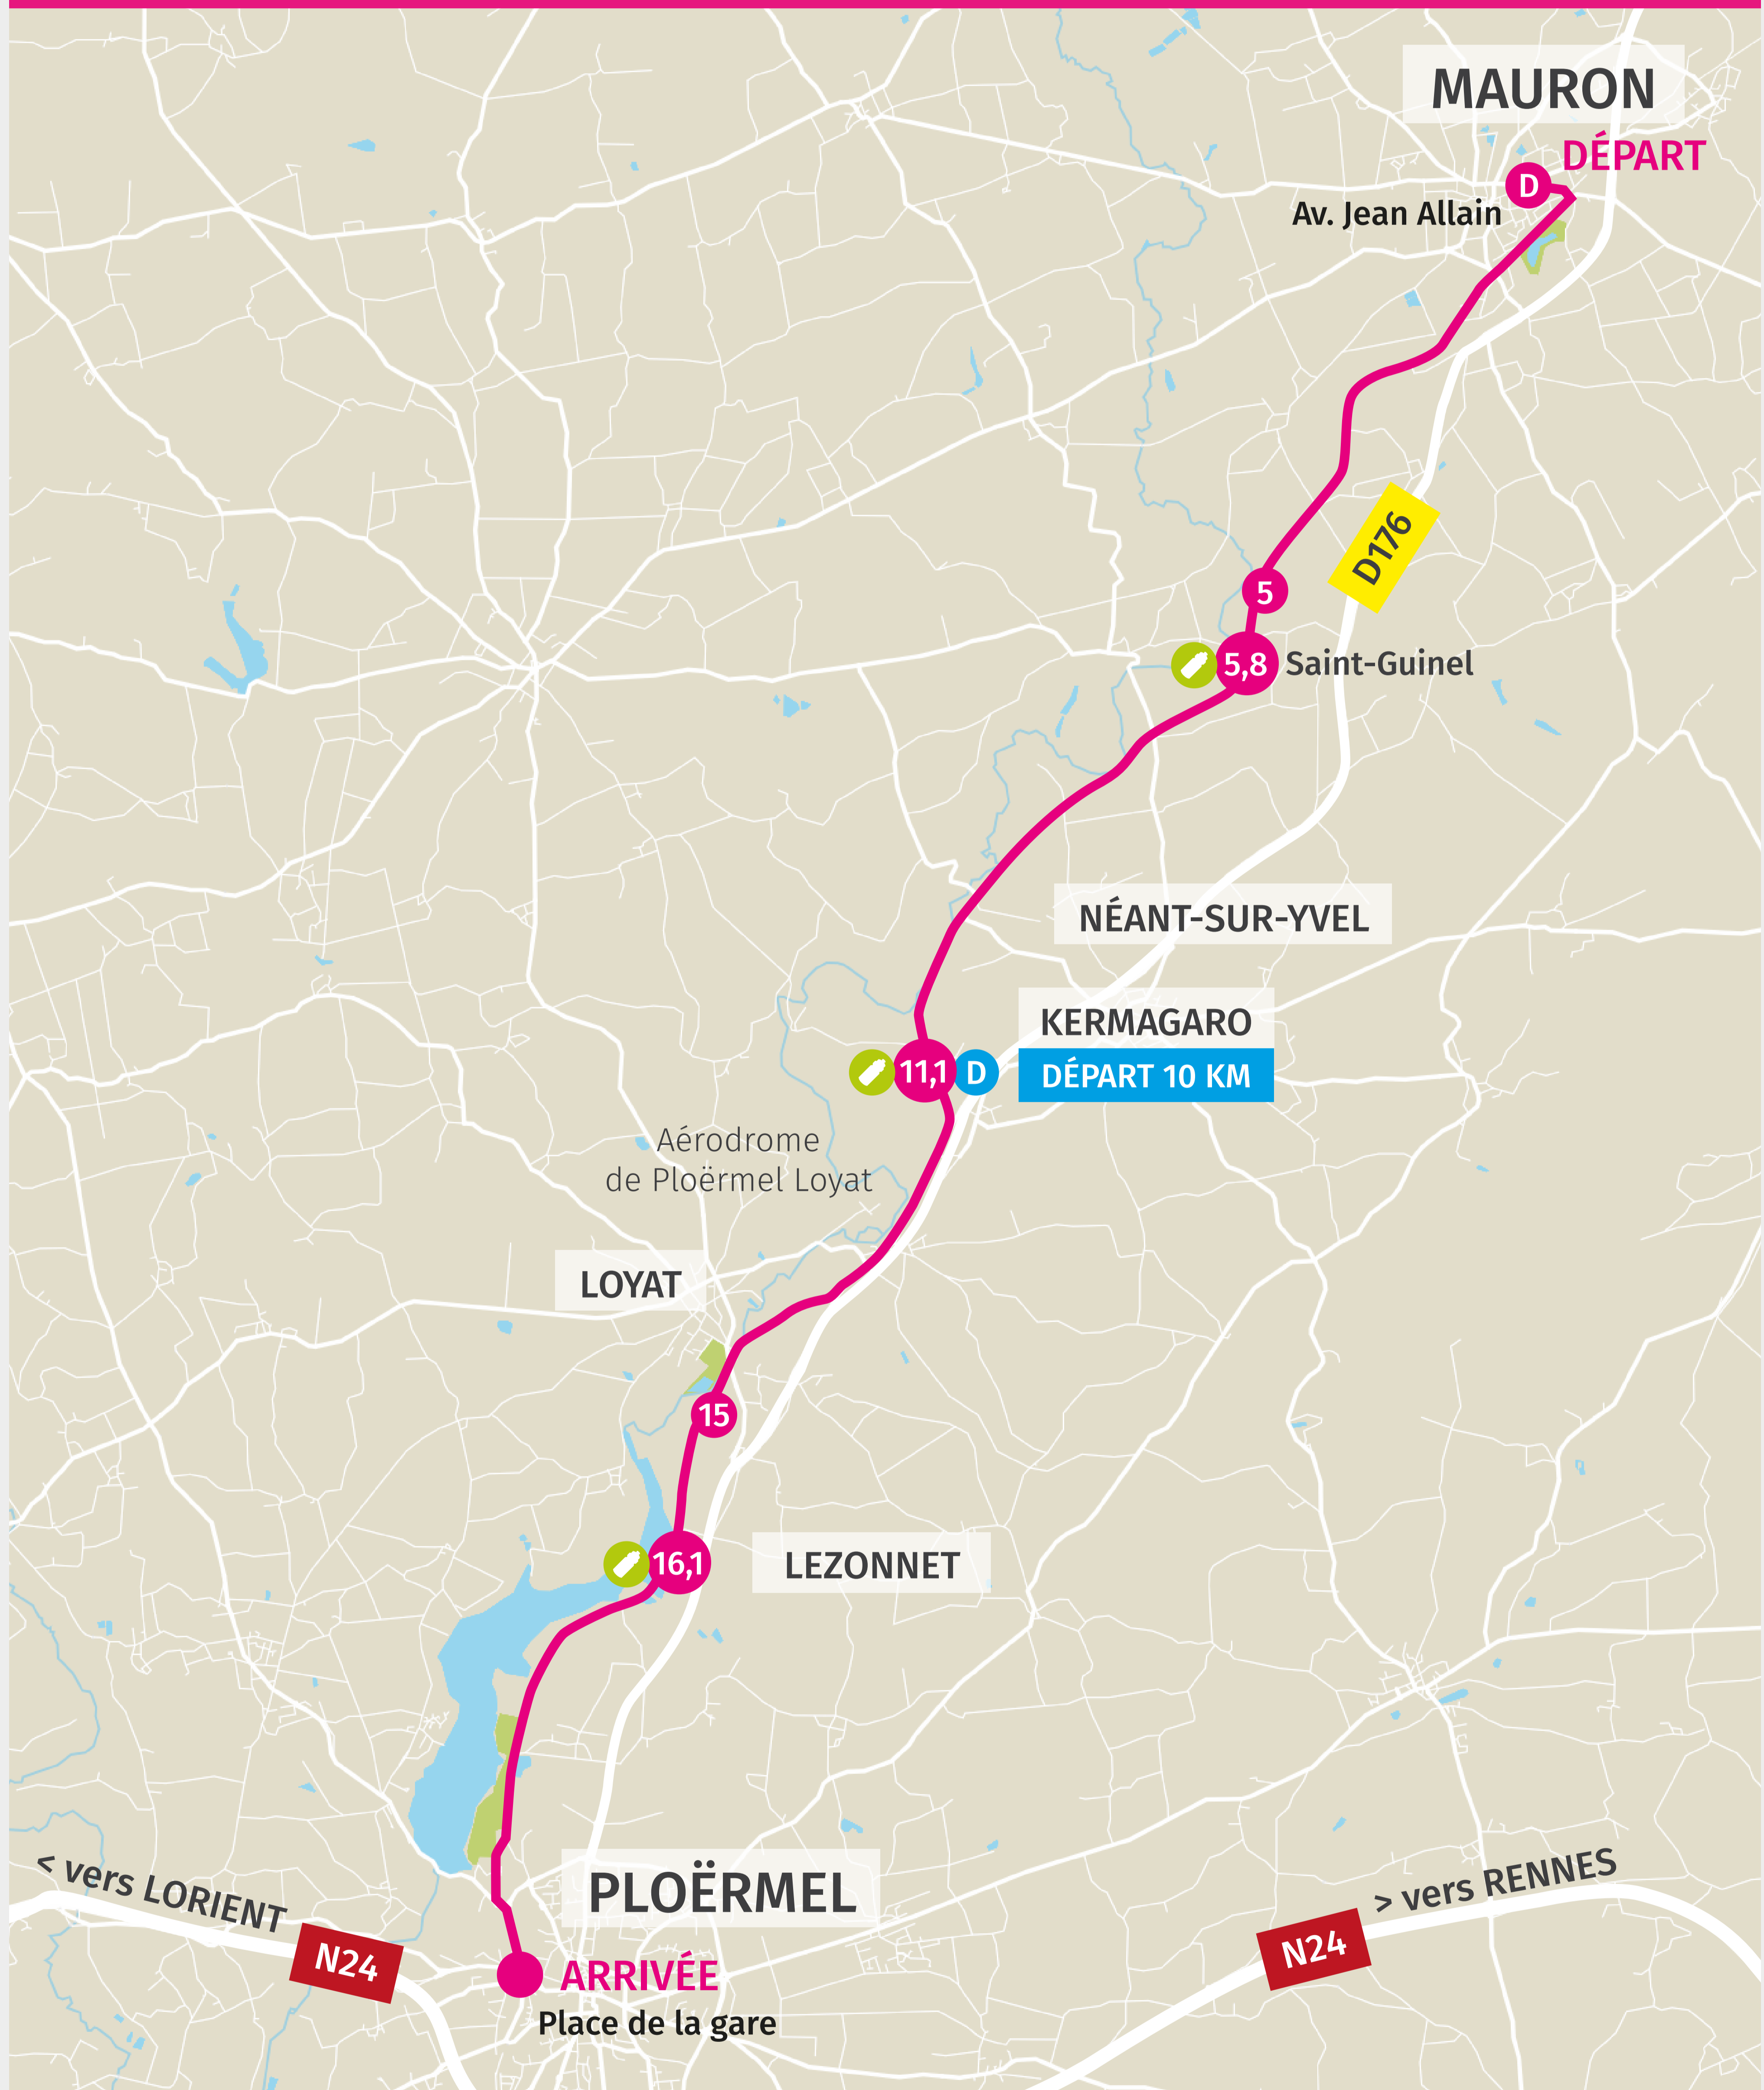 MAURON
DÉPART
D
Av. Jean Allain
D176
5
5,8
Saint-Guinel
NÉANT-SUR-YVEL
KERMAGARO
11,1
D
DÉPART 10 KM
Aérodrome
de Ploërmel Loyat
LOYAT
15
16,1
LEZONNET
< vers LORIENT
N24
PLOËRMEL
> vers RENNES
N24
ARRIVÉE
Place de la gare